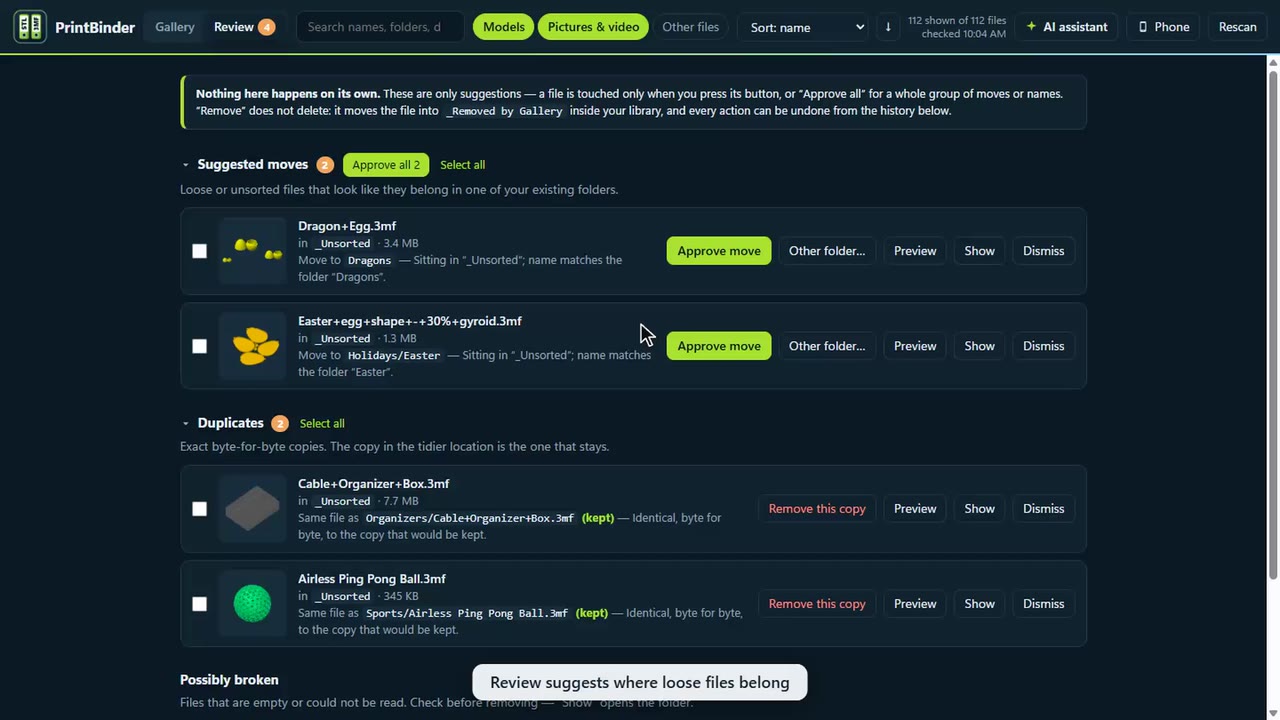 PrintBinder
Gallery
Review 4
Search names, folders, d
Models
Pictures & video
Other files
Sort: name
↓
112 shown of 112 files
checked 10:04 AM
AI assistant
Phone
Rescan
Nothing here happens on its own. These are only suggestions — a file is touched only when you press its button, or “Approve all” for a whole group of moves or names.
“Remove” does not delete: it moves the file into _Removed by Gallery inside your library, and every action can be undone from the history below.
Suggested moves 2 Approve all 2 Select all
Loose or unsorted files that look like they belong in one of your existing folders.
Dragon+Egg.3mf
in _Unsorted · 3.4 MB
Move to Dragons — Sitting in “_Unsorted”; name matches the
folder “Dragons”.
Approve move
Other folder...
Preview
Show
Dismiss
Easter+egg+shape+-+30%+gyroid.3mf
in _Unsorted · 1.3 MB
Move to Holidays/Easter — Sitting in “_Unsorted”; name matches
the folder “Easter”.
Approve move
Other folder...
Preview
Show
Dismiss
Duplicates 2 Select all
Exact byte-for-byte copies. The copy in the tidier location is the one that stays.
Cable+Organizer+Box.3mf
in _Unsorted · 7.7 MB
Same file as Organizers/Cable+Organizer+Box.3mf (kept) — Identical, byte for
byte, to the copy that would be kept.
Remove this copy
Preview
Show
Dismiss
Airless Ping Pong Ball.3mf
in _Unsorted · 345 KB
Same file as Sports/Airless Ping Pong Ball.3mf (kept) — Identical, byte for byte,
to the copy that would be kept.
Remove this copy
Preview
Show
Dismiss
Possibly broken
Files that are empty or could not be read. Check before removing — “Show” opens the folder.
Review suggests where loose files belong